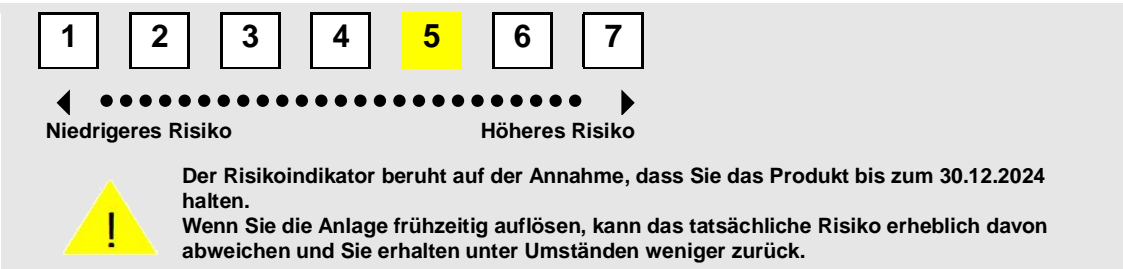 1 2 3 4 5 6 7
Niedrigeres Risiko Höheres Risiko
Der Risikoindikator beruht auf der Annahme, dass Sie das Produkt bis zum 30.12.2024
halten.
Wenn Sie die Anlage frühzeitig auflösen, kann das tatsächliche Risiko erheblich davon
abweichen und Sie erhalten unter Umständen weniger zurück.
!